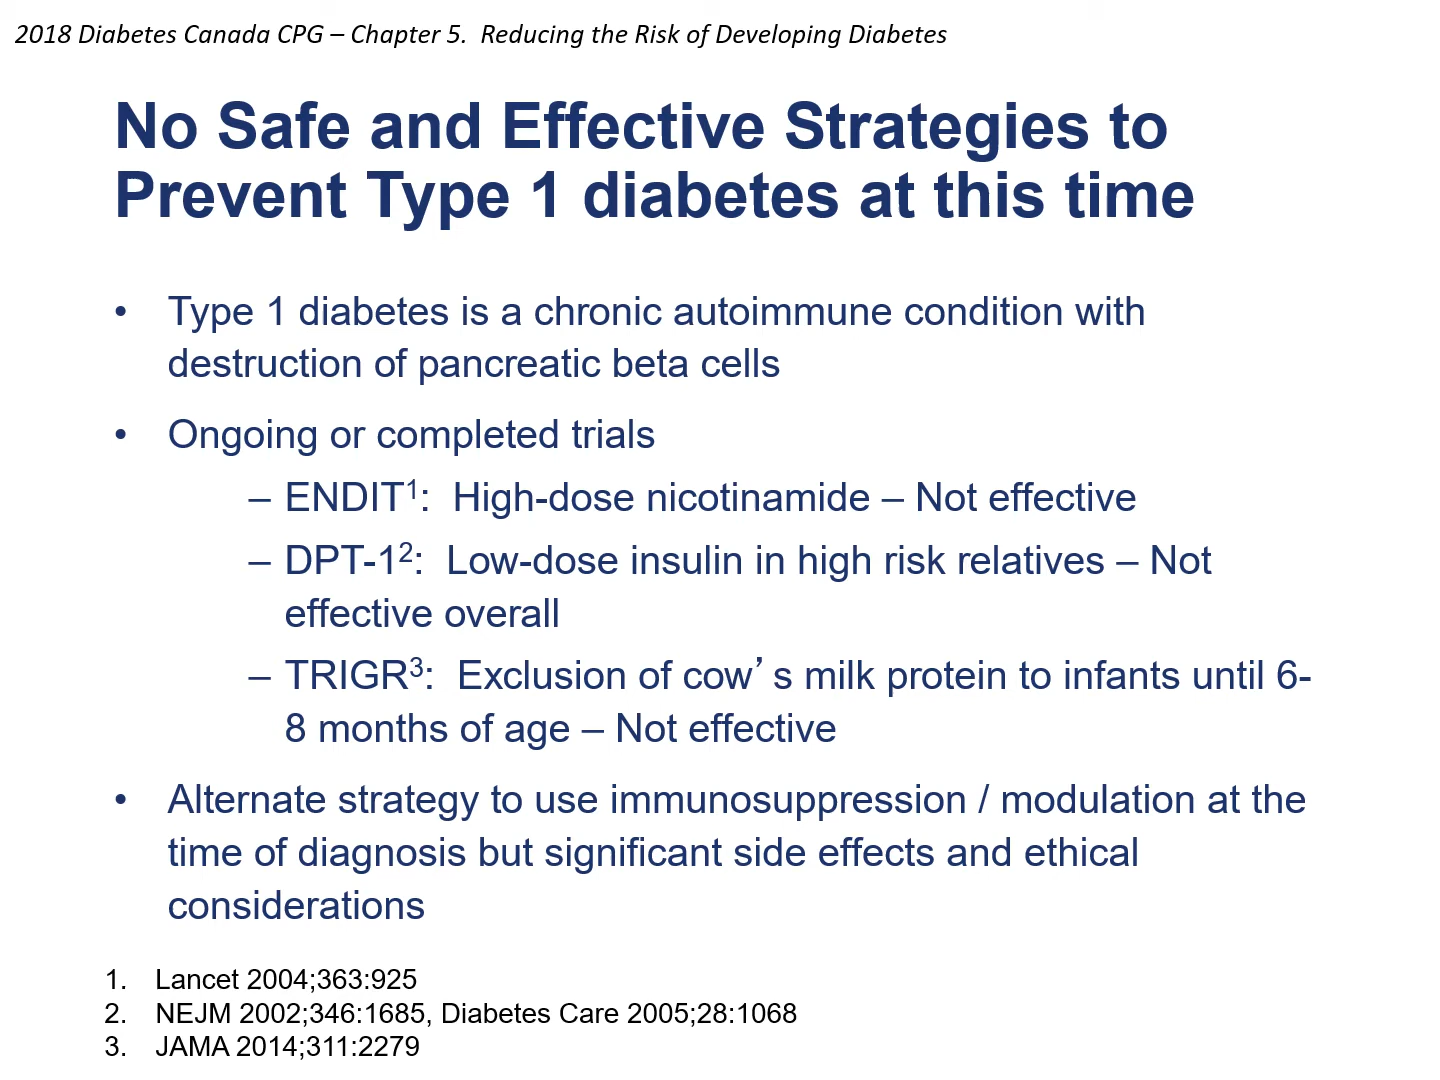 2018 Diabetes Canada CPG – Chapter 5.  Reducing the Risk of Developing Diabetes
No Safe and Effective Strategies to
Prevent Type 1 diabetes at this time
• Type 1 diabetes is a chronic autoimmune condition with
destruction of pancreatic beta cells
• Ongoing or completed trials
– ENDIT¹:  High-dose nicotinamide – Not effective
– DPT-1²:  Low-dose insulin in high risk relatives – Not
effective overall
– TRIGR³:  Exclusion of cow’s milk protein to infants until 6-
8 months of age – Not effective
• Alternate strategy to use immunosuppression / modulation at the
time of diagnosis but significant side effects and ethical
considerations
1. Lancet 2004;363:925
2. NEJM 2002;346:1685, Diabetes Care 2005;28:1068
3. JAMA 2014;311:2279